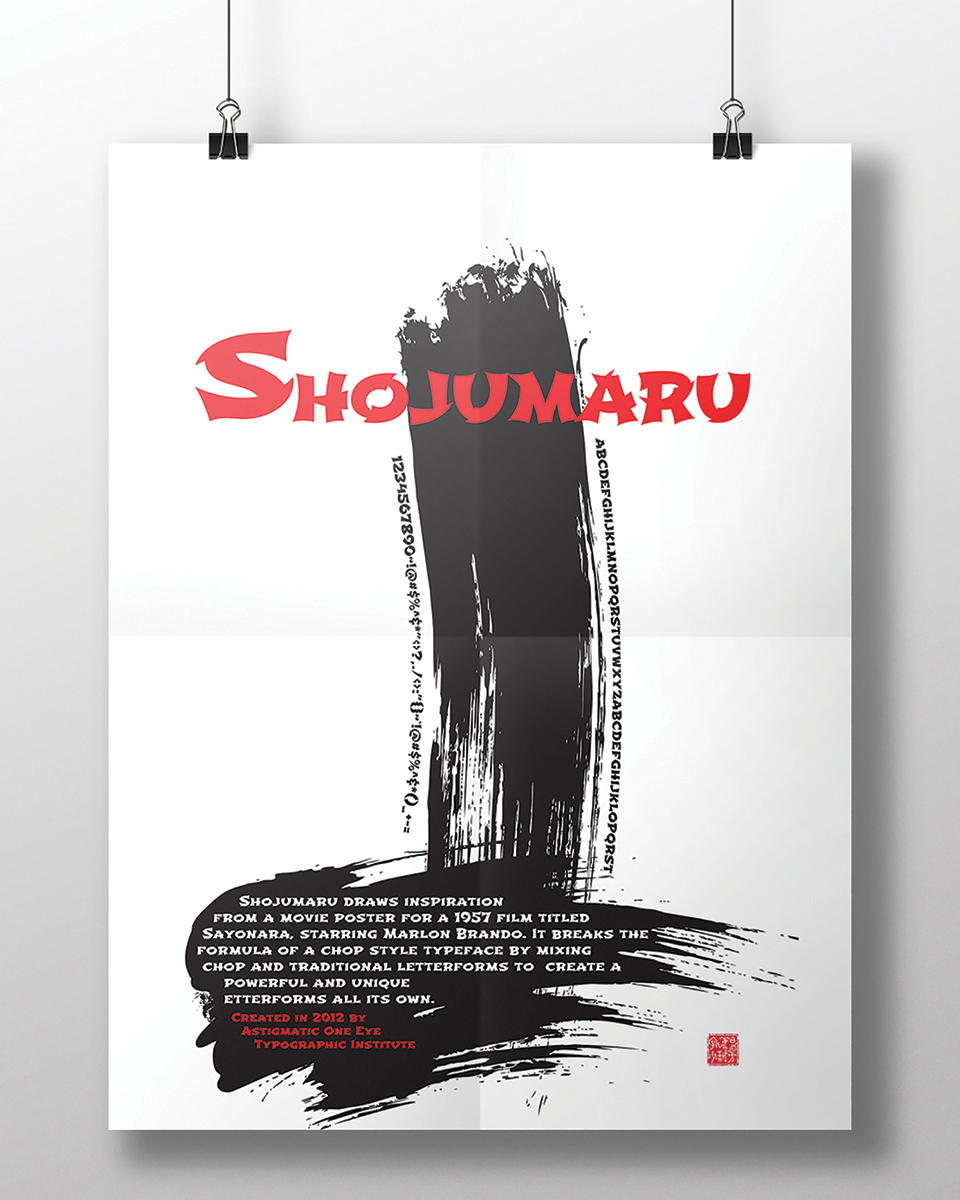 SHOJUMARU
1234567890
ABCDEFGHIJKLMNOPQRSTUVWXYZABCDEFGHIJKLOPQRST
SHOJUMARU DRAWS INSPIRATION
FROM A MOVIE POSTER FOR A 1957 FILM TITLED
SAYONARA, STARRING MARLON BRANDO. IT BREAKS THE
FORMULA OF A CHOP STYLE TYPEFACE BY MIXING
CHOP AND TRADITIONAL LETTERFORMS TO CREATE A
POWERFUL AND UNIQUE
ETTERFORMS ALL ITS OWN.
CREATED IN 2012 BY
ASTIGMATIC ONE EYE
TYPOGRAPHIC INSTITUTE